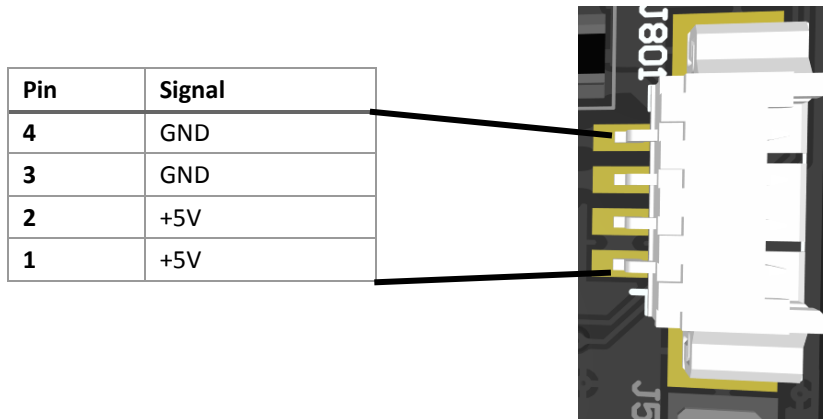 Pin Signal
4 GND
3 GND
2 +5V
1 +5V
J801
J5